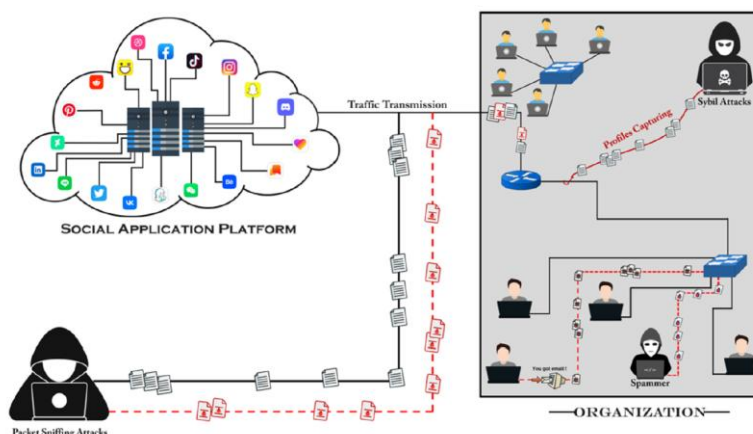 Traffic Transmission
Sybil Attacks
Profiles Capturing
SOCIAL APPLICATION PLATFORM
You got email!
Spammer
Packet Sniffing Attacks
ORGANIZATION